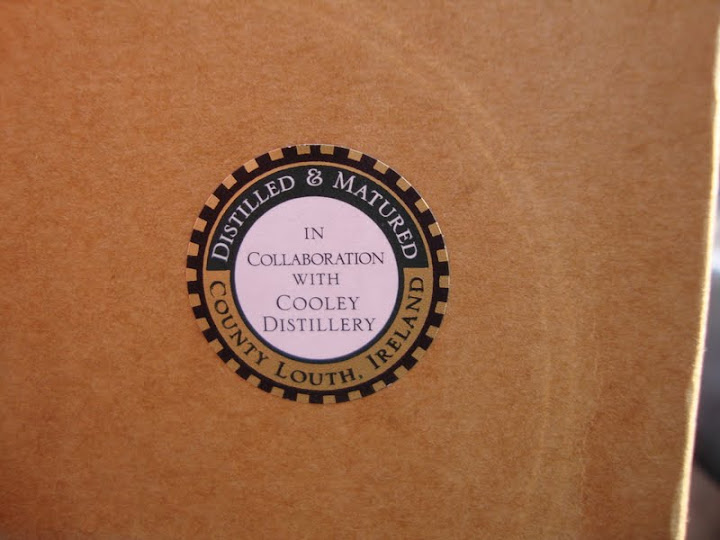 DISTILLED & MATURED
IN
COLLABORATION
WITH
COOLEY
DISTILLERY
COUNTY LOUTH, IRELAND